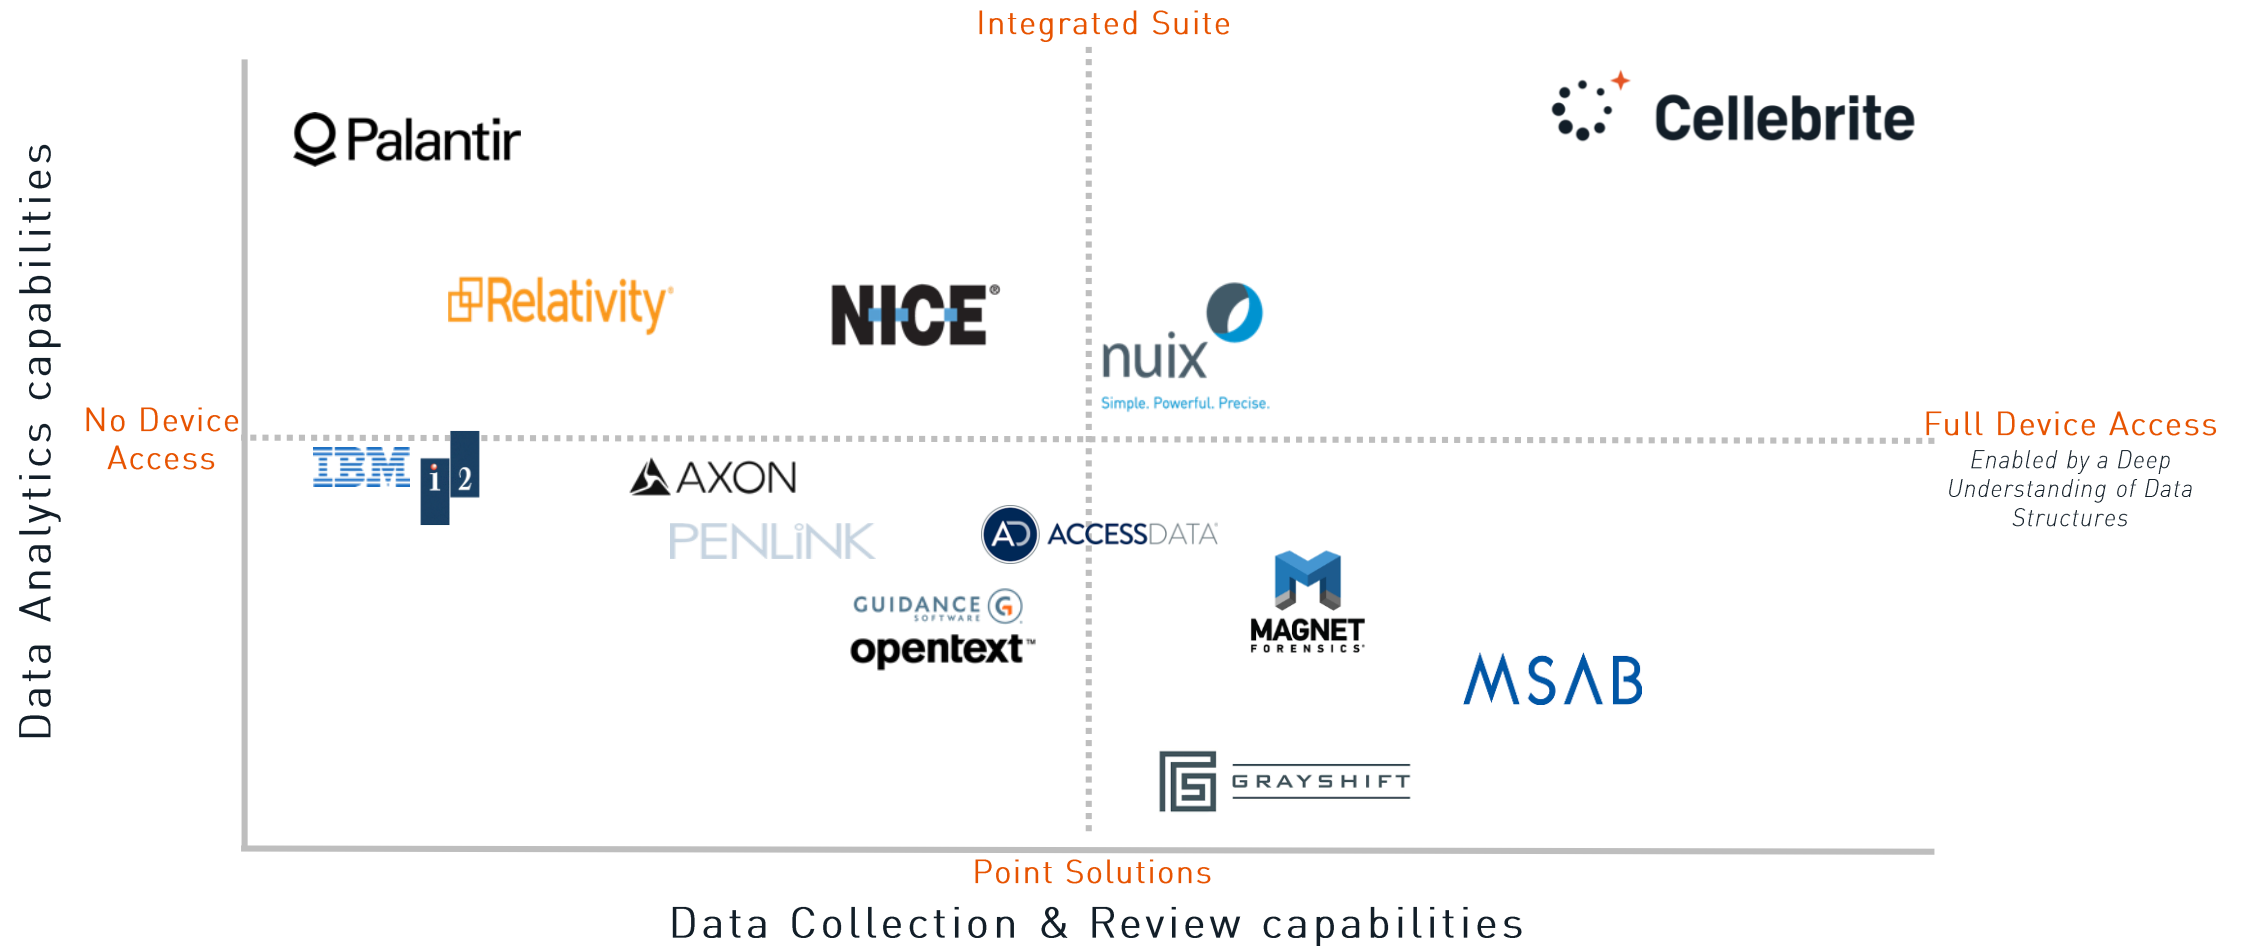 Integrated Suite
Palantir
Cellebrite
Data Analytics capabilities
Relativity®
NICE®
nuix
Simple. Powerful. Precise.
No Device
Access
Full Device Access
Enabled by a Deep
Understanding of Data
Structures
IBM i2
AXON
PENLiNK
AD ACCESSDATA®
GUIDANCE G
SOFTWARE
opentext™
M
MAGNET
FORENSICS®
MSAB
GRAYSHIFT
Point Solutions
Data Collection & Review capabilities